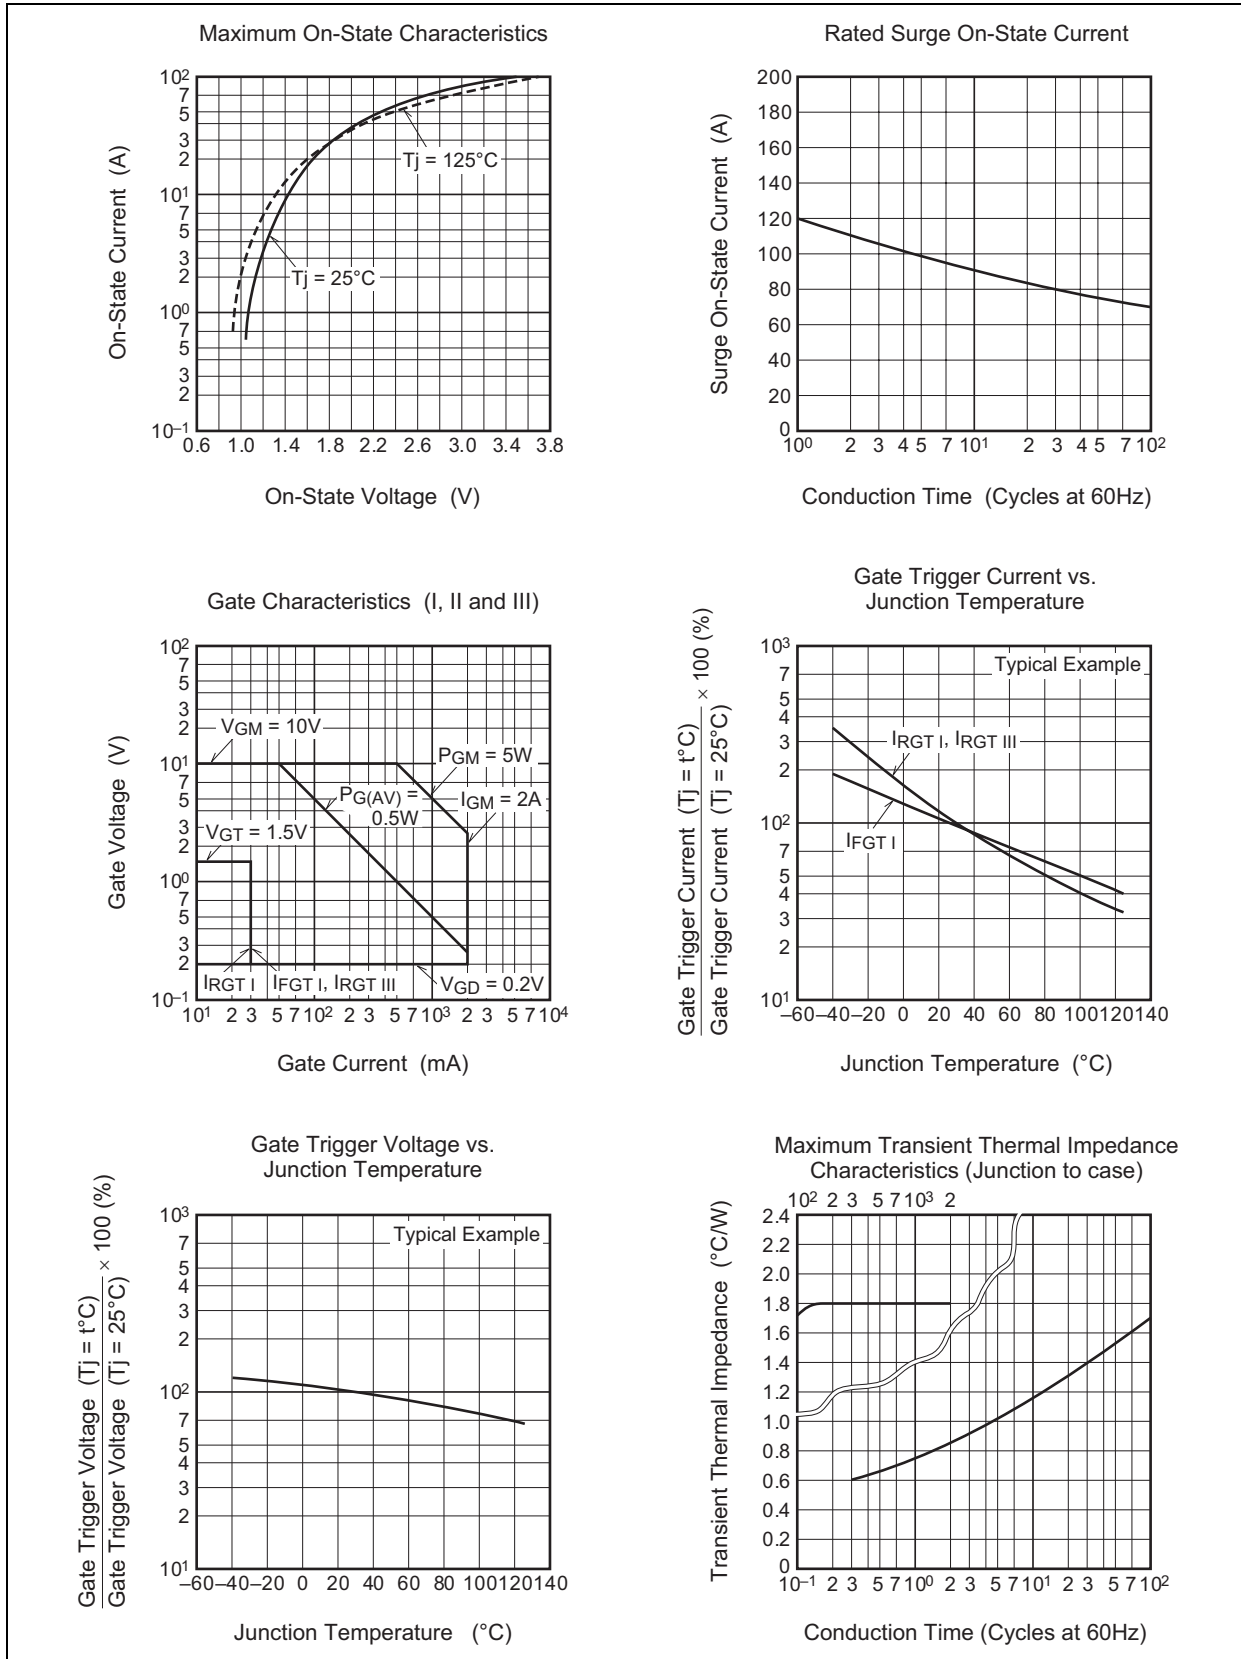 Maximum On-State Characteristics
On-State Current (A)
10²
7
5
3
2
10¹
7
5
3
2
10⁰
7
5
3
2
10⁻¹
Tj = 125°C
Tj = 25°C
0.6 1.0 1.4 1.8 2.2 2.6 3.0 3.4 3.8
On-State Voltage (V)
Rated Surge On-State Current
Surge On-State Current (A)
200
180
160
140
120
100
80
60
40
20
0
10⁰ 2 3 4 5 7 10¹ 2 3 4 5 7 10²
Conduction Time (Cycles at 60Hz)
Gate Characteristics (I, II and III)
Gate Voltage (V)
10²
7
5
3
2
10¹
7
5
3
2
10⁰
7
5
3
2
10⁻¹
VGM = 10V
PGM = 5W
PG(AV) =
0.5W
IGM = 2A
VGT = 1.5V
IRGT I
IFGT I, IRGT III
VGD = 0.2V
10¹ 2 3 5 7 10² 2 3 5 7 10³ 2 3 5 7 10⁴
Gate Current (mA)
Gate Trigger Current vs.
Junction Temperature
Gate Trigger Current (Tj = t°C)
Gate Trigger Current (Tj = 25°C)
× 100 (%)
10³
7
5
4
3
2
10²
7
5
4
3
2
10¹
Typical Example
IRGT I, IRGT III
IFGT I
–60 –40 –20 0 20 40 60 80 100 120 140
Junction Temperature (°C)
Gate Trigger Voltage vs.
Junction Temperature
Gate Trigger Voltage (Tj = t°C)
Gate Trigger Voltage (Tj = 25°C)
× 100 (%)
10³
7
5
4
3
2
10²
7
5
4
3
2
10¹
Typical Example
–60 –40 –20 0 20 40 60 80 100 120 140
Junction Temperature (°C)
Maximum Transient Thermal Impedance
Characteristics (Junction to case)
10² 2 3 5 7 10³ 2
Transient Thermal Impedance (°C/W)
2.4
2.2
2.0
1.8
1.6
1.4
1.2
1.0
0.8
0.6
0.4
0.2
0
10⁻¹ 2 3 5 7 10⁰ 2 3 5 7 10¹ 2 3 5 7 10²
Conduction Time (Cycles at 60Hz)